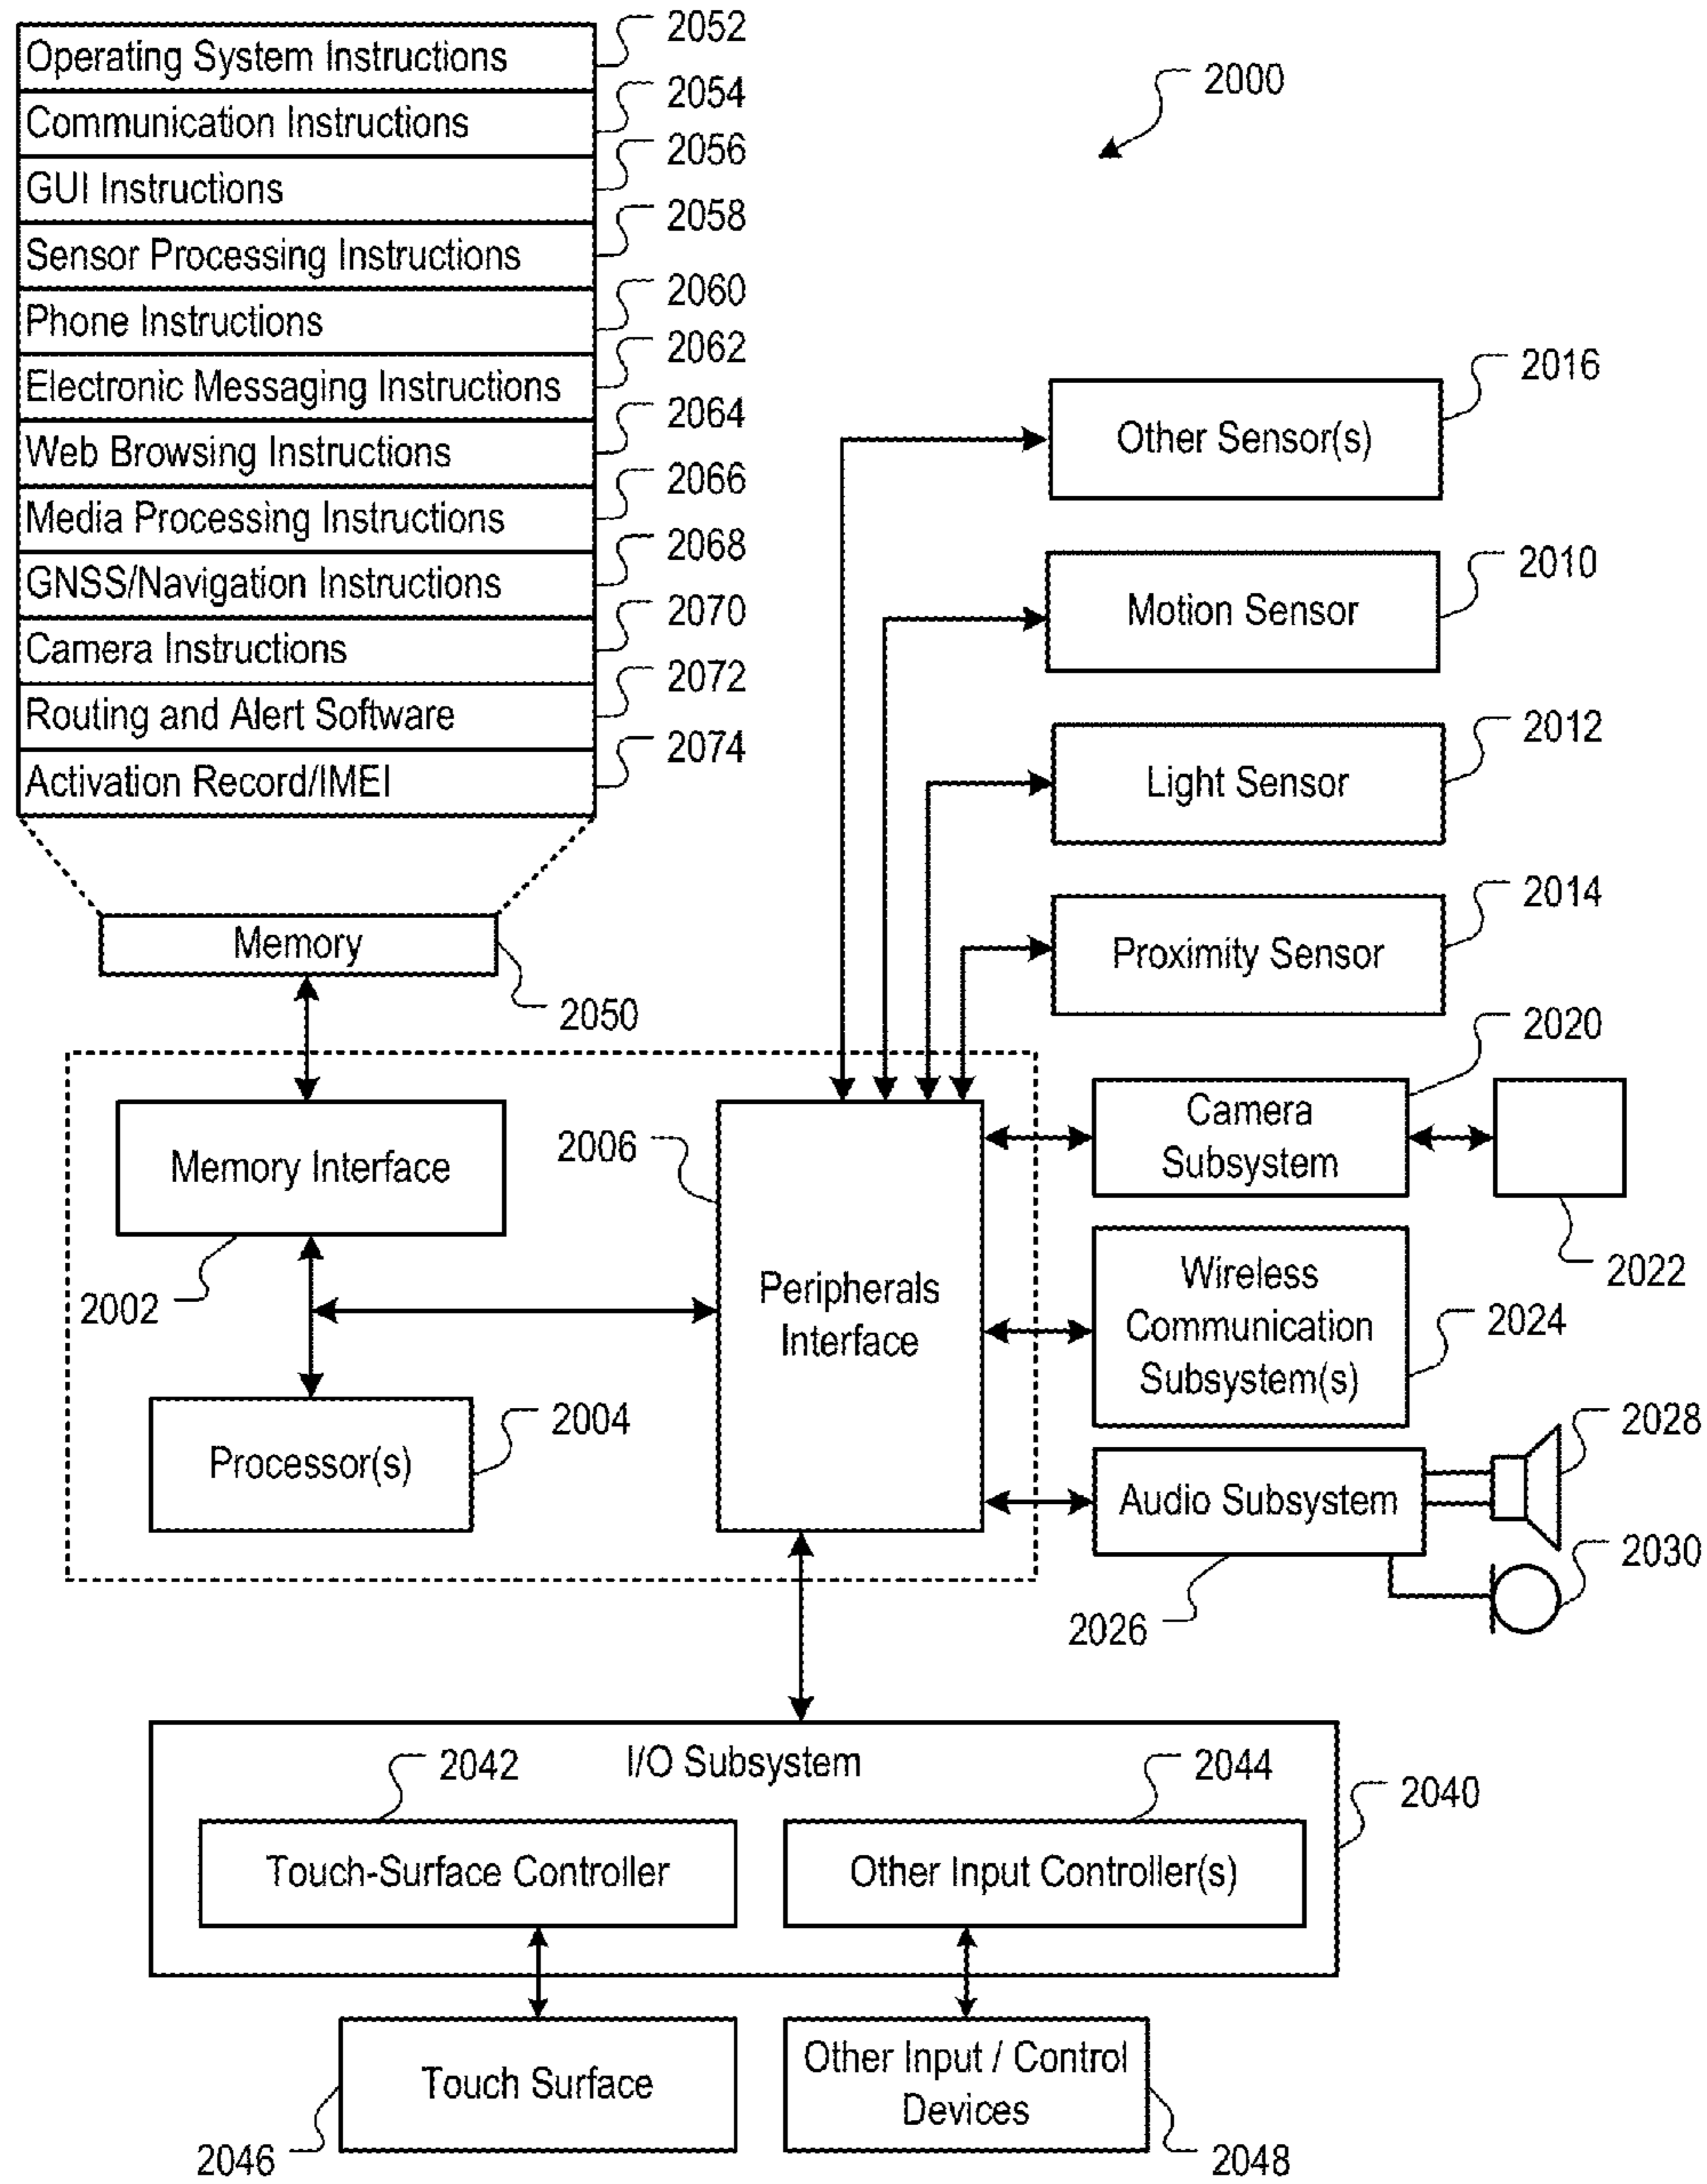 2052
Operating System Instructions
2054
Communication Instructions
2056
GUI Instructions
2058
Sensor Processing Instructions
2060
Phone Instructions
2062
Electronic Messaging Instructions
2064
Web Browsing Instructions
2066
Media Processing Instructions
2068
GNSS/Navigation Instructions
2070
Camera Instructions
2072
Routing and Alert Software
2074
Activation Record/IMEI
Memory
2050
2000
2016
Other Sensor(s)
2010
Motion Sensor
2012
Light Sensor
2014
Proximity Sensor
2020
Camera
Subsystem
2022
Memory Interface
2002
2006
Peripherals
Interface
Wireless
Communication
Subsystem(s)
2024
Processor(s)
2004
Audio Subsystem
2028
2030
2026
I/O Subsystem
2042
2044
2040
Touch-Surface Controller
Other Input Controller(s)
Touch Surface
2046
Other Input / Control
Devices
2048